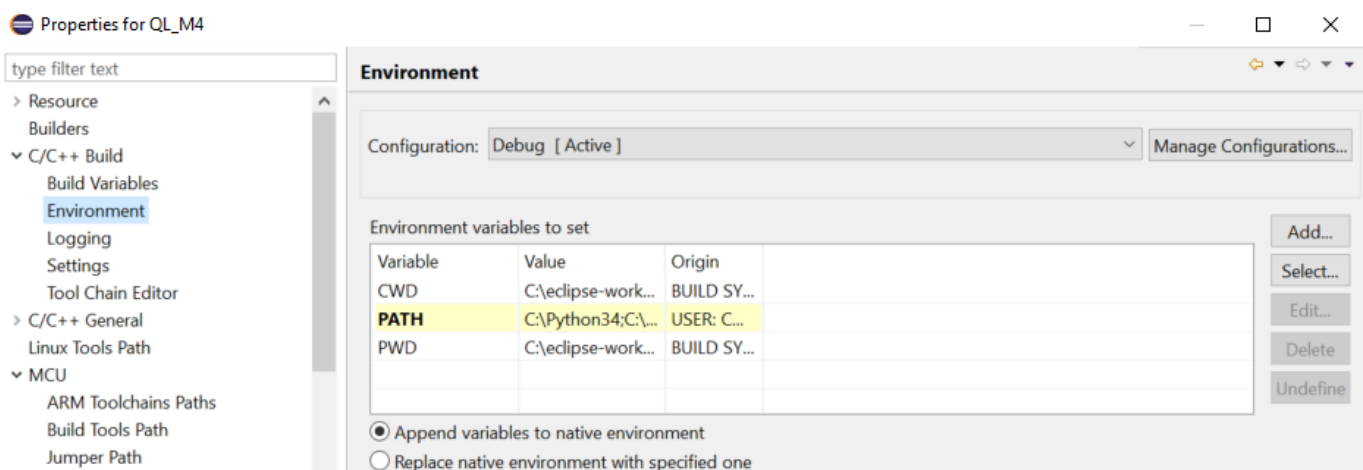 Properties for QL_M4
type filter text
Resource
Builders
C/C++ Build
Build Variables
Environment
Logging
Settings
Tool Chain Editor
C/C++ General
Linux Tools Path
MCU
ARM Toolchains Paths
Build Tools Path
Jumper Path
Environment
Configuration: Debug [ Active ] Manage Configurations...
Environment variables to set
Add...
Select...
Edit...
Delete
Undefine
Variable Value Origin
CWD C:\eclipse-work... BUILD SY...
PATH C:\Python34;C:\... USER: C...
PWD C:\eclipse-work... BUILD SY...
Append variables to native environment
Replace native environment with specified one